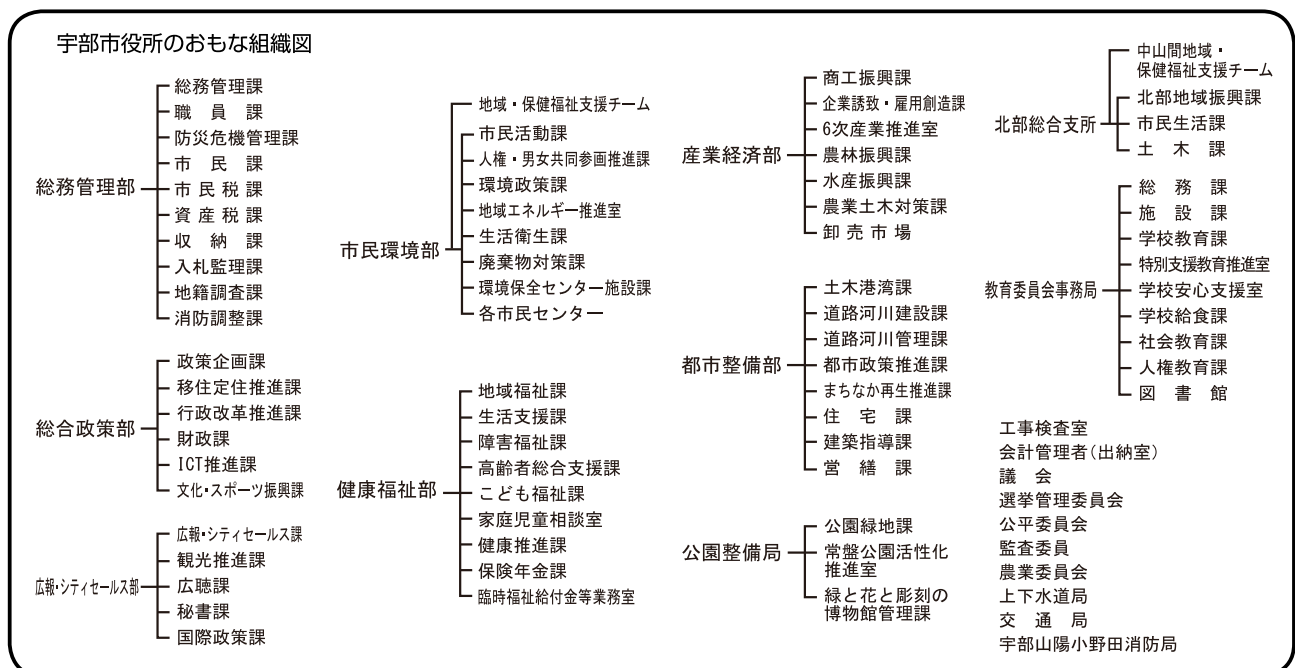 宇部市役所のおもな組織図
総務管理部
総務管理課
職員課
防災危機管理課
市民課
市民税課
資産税課
収納課
入札監理課
地籍調査課
消防調整課
総合政策部
政策企画課
移住定住推進課
行政改革推進課
財政課
ICT推進課
文化・スポーツ振興課
広報・シティセールス部
広報・シティセールス課
観光推進課
広聴課
秘書課
国際政策課
市民環境部
地域・保健福祉支援チーム
市民活動課
人権・男女共同参画推進課
環境政策課
地域エネルギー推進室
生活衛生課
廃棄物対策課
環境保全センター施設課
各市民センター
健康福祉部
地域福祉課
生活支援課
障害福祉課
高齢者総合支援課
こども福祉課
家庭児童相談室
健康推進課
保険年金課
臨時福祉給付金等業務室
産業経済部
商工振興課
企業誘致・雇用創造課
6次産業推進室
農林振興課
水産振興課
農業土木対策課
卸売市場
都市整備部
土木港湾課
道路河川建設課
道路河川管理課
都市政策推進課
まちなか再生推進課
住宅課
建築指導課
営繕課
公園整備局
公園緑地課
常盤公園活性化
推進室
緑と花と彫刻の
博物館管理課
北部総合支所
中山間地域・
保健福祉支援チーム
北部地域振興課
市民生活課
土木課
教育委員会事務局
総務課
施設課
学校教育課
特別支援教育推進室
学校安心支援室
学校給食課
社会教育課
人権教育課
図書館
工事検査室
会計管理者(出納室)
議会
選挙管理委員会
公平委員会
監査委員
農業委員会
上下水道局
交通局
宇部山陽小野田消防局